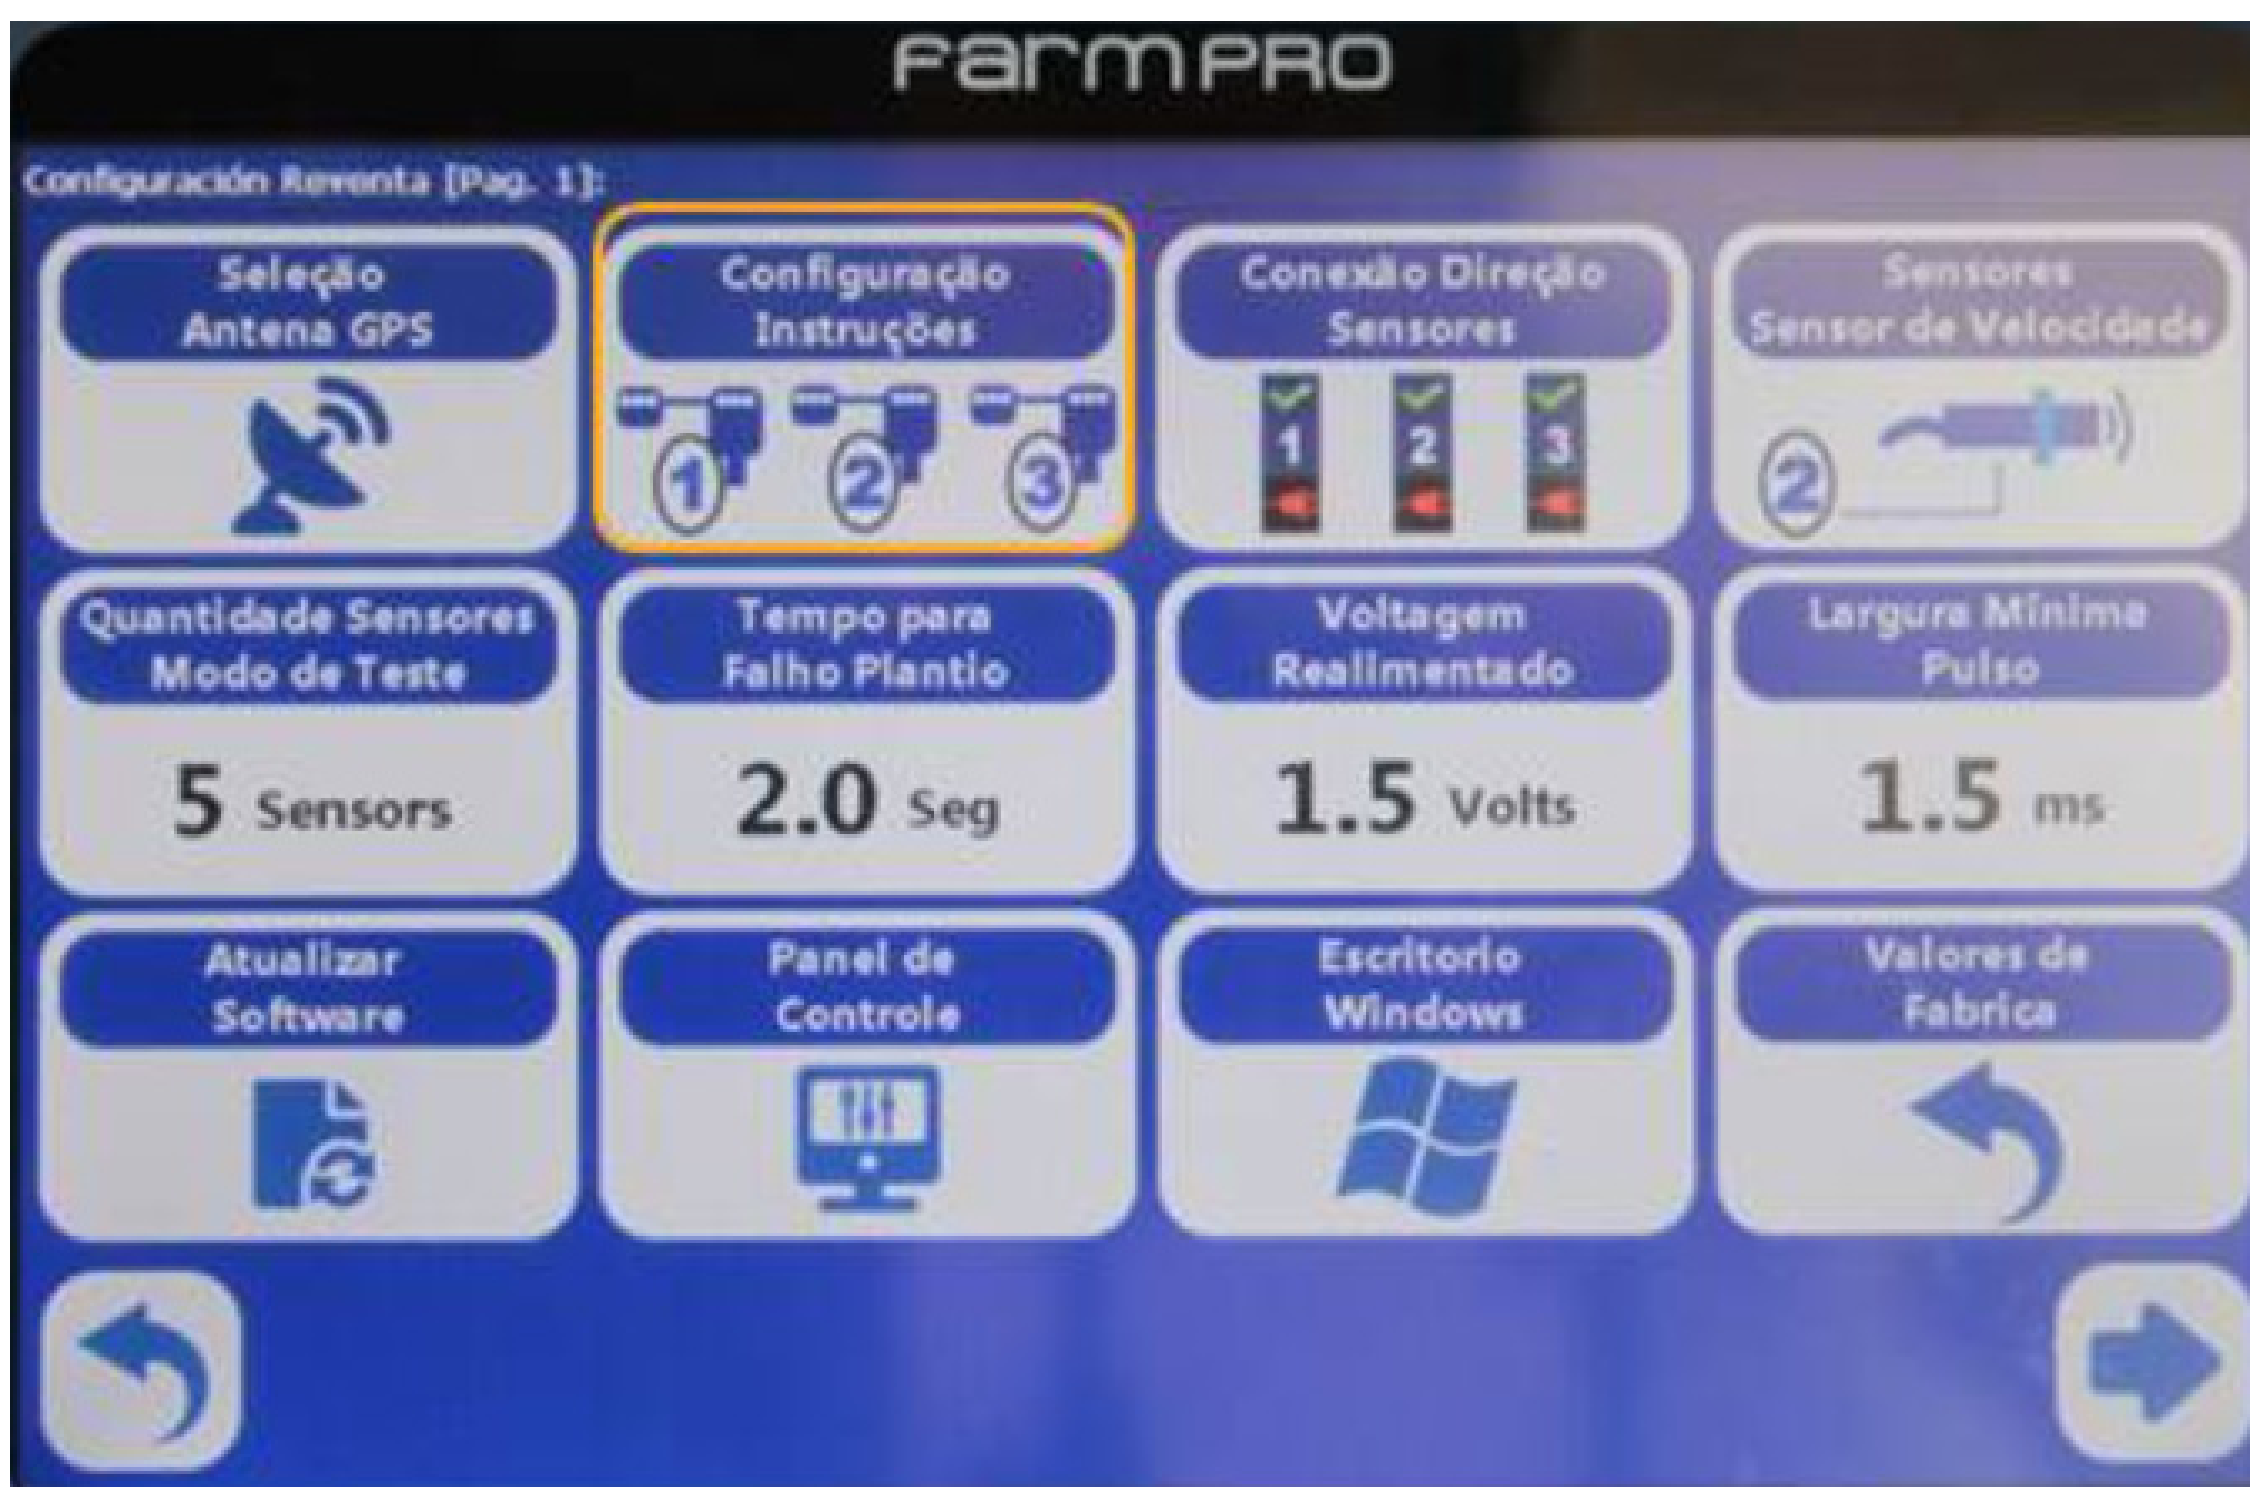 Farm PRO
Configuración Reventa [Pag. 1]:
Seleção
Antena GPS
Configuração
Instruções
1 2 3
Conexão Direção
Sensores
1 2 3
Sensores
Sensor de Velocidade
2
Quantidade Sensores
Modo de Teste
5 Sensors
Tempo para
Falho Plantio
2.0 Seg
Voltagem
Realimentado
1.5 Volts
Largura Minima
Pulso
1.5 ms
Atualizar
Software
Panel de
Controle
Escritorio
Windows
Valores de
Fabrica